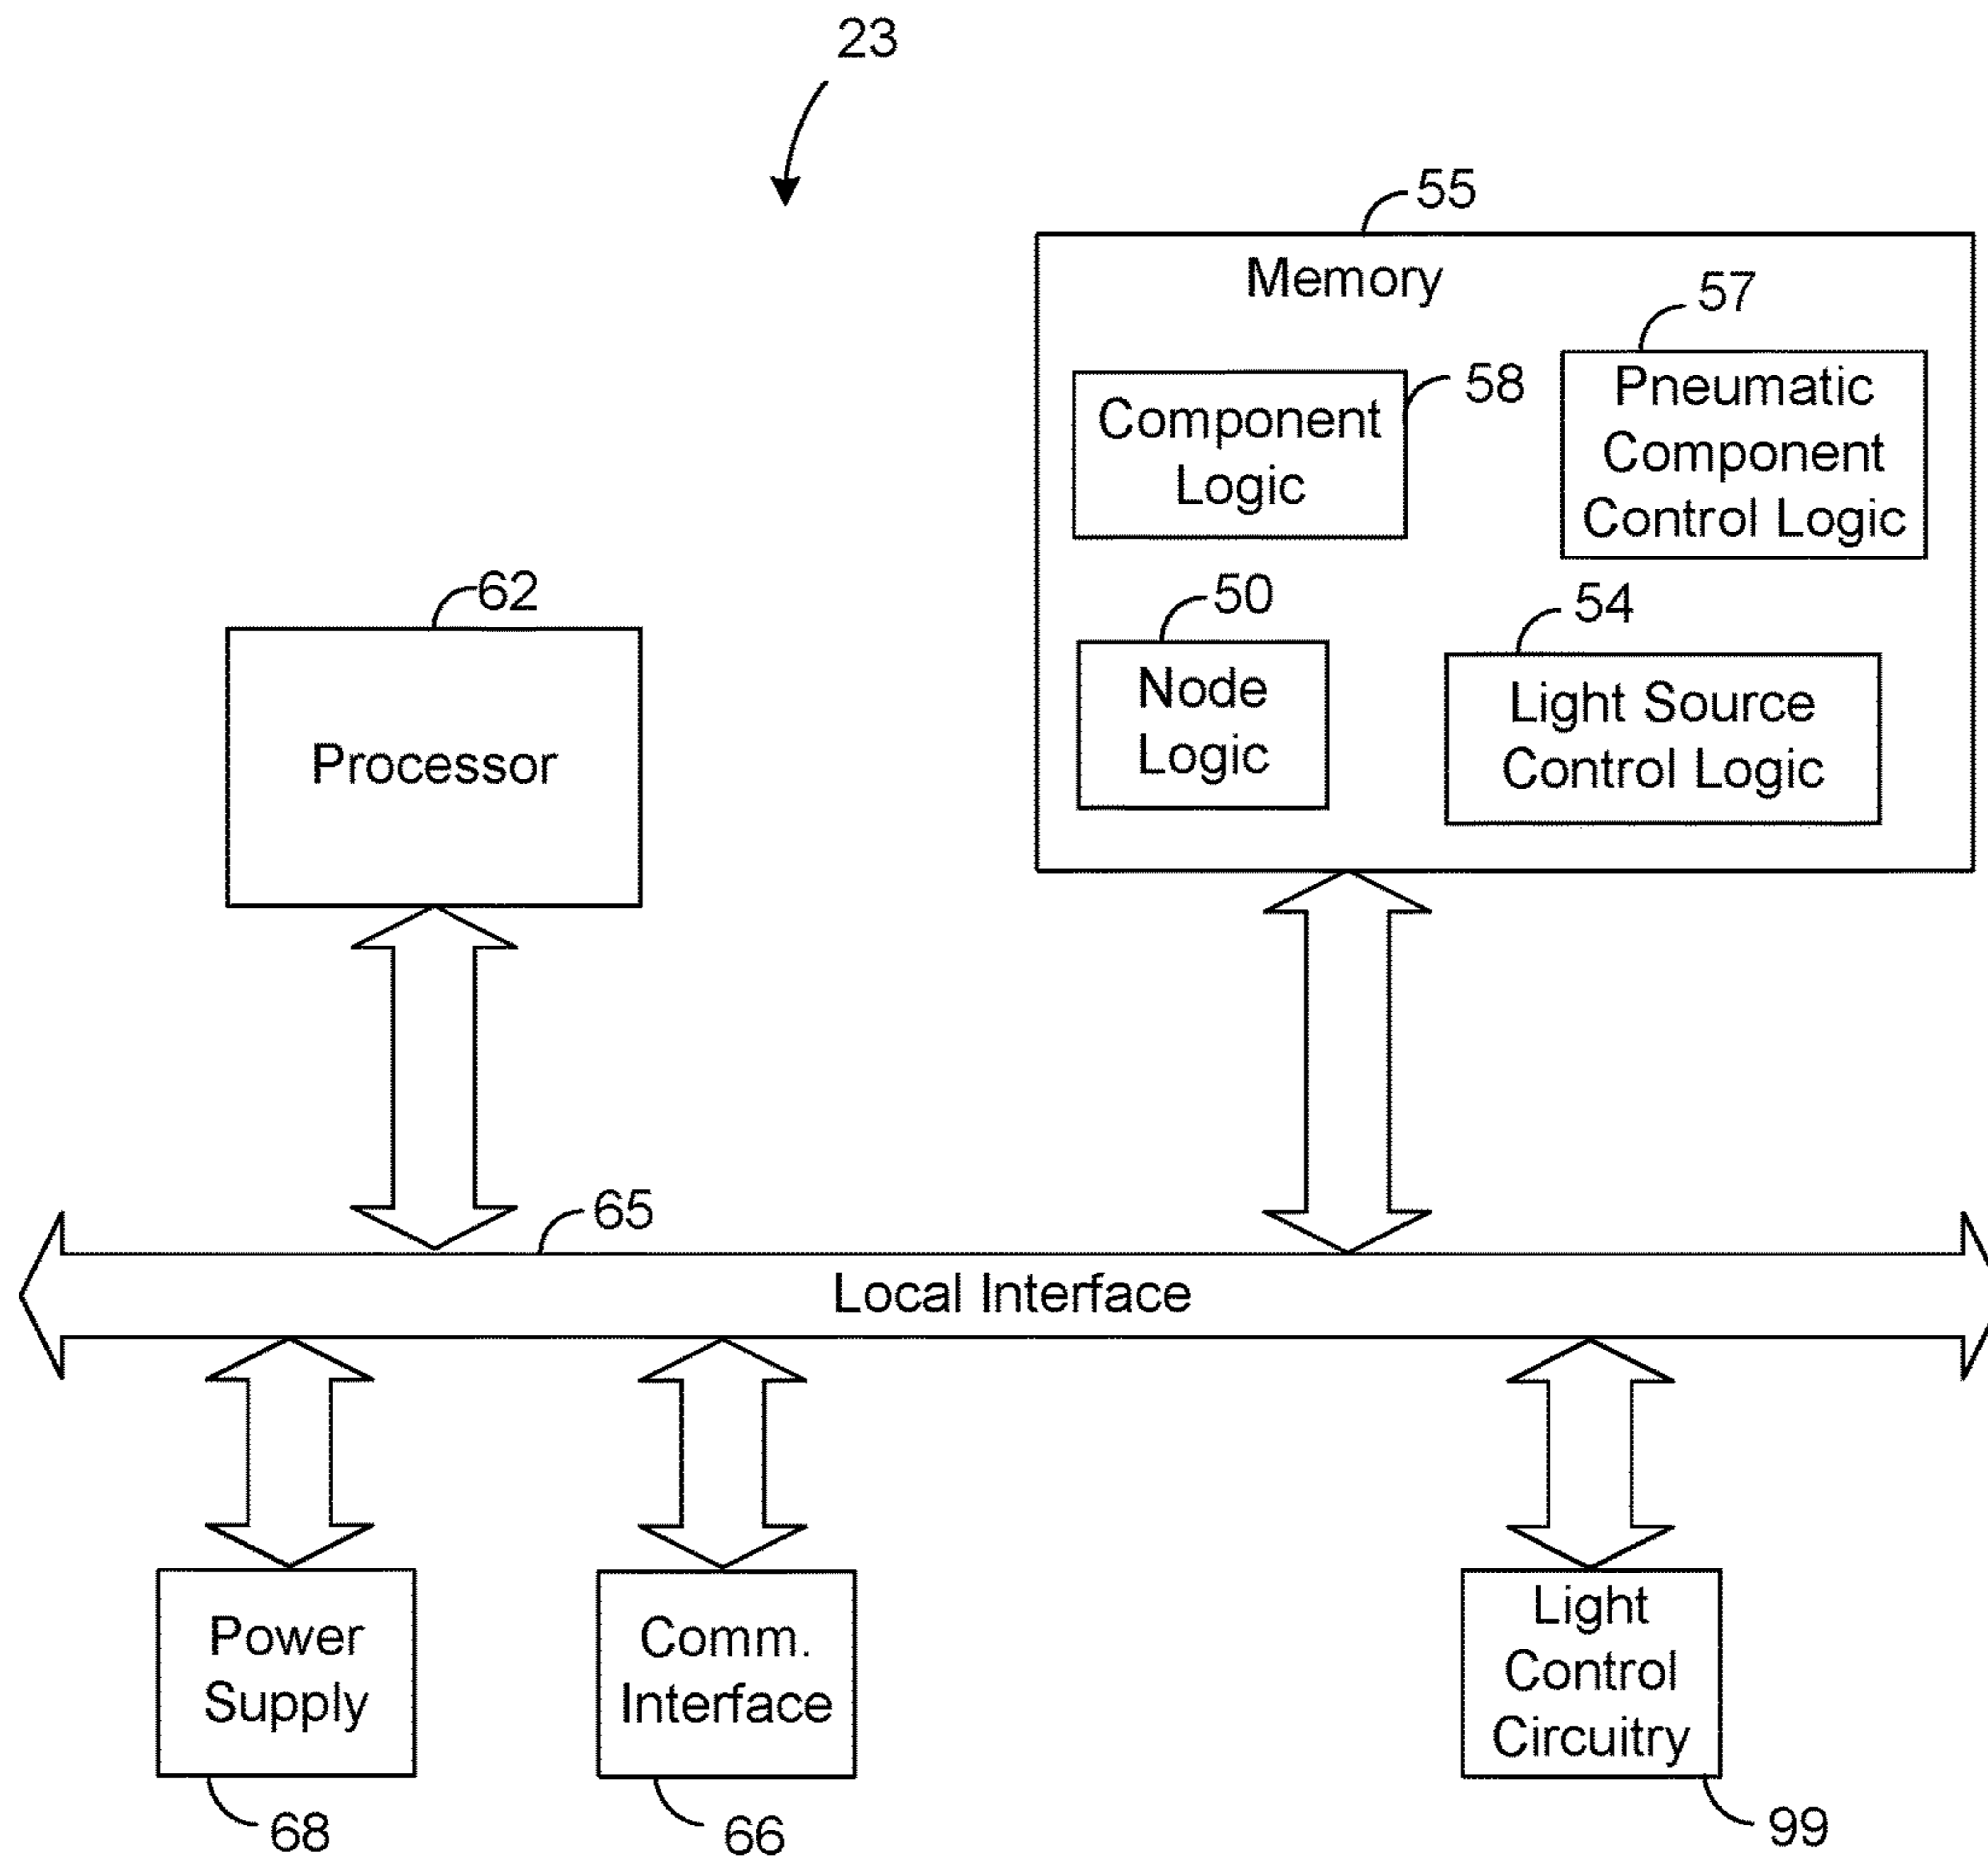 23
55
Memory
57
Component
Logic
58
Pneumatic
Component
Control Logic
50
Node
Logic
54
Light Source
Control Logic
62
Processor
65
Local Interface
Power
Supply
68
Comm.
Interface
66
Light
Control
Circuitry
99